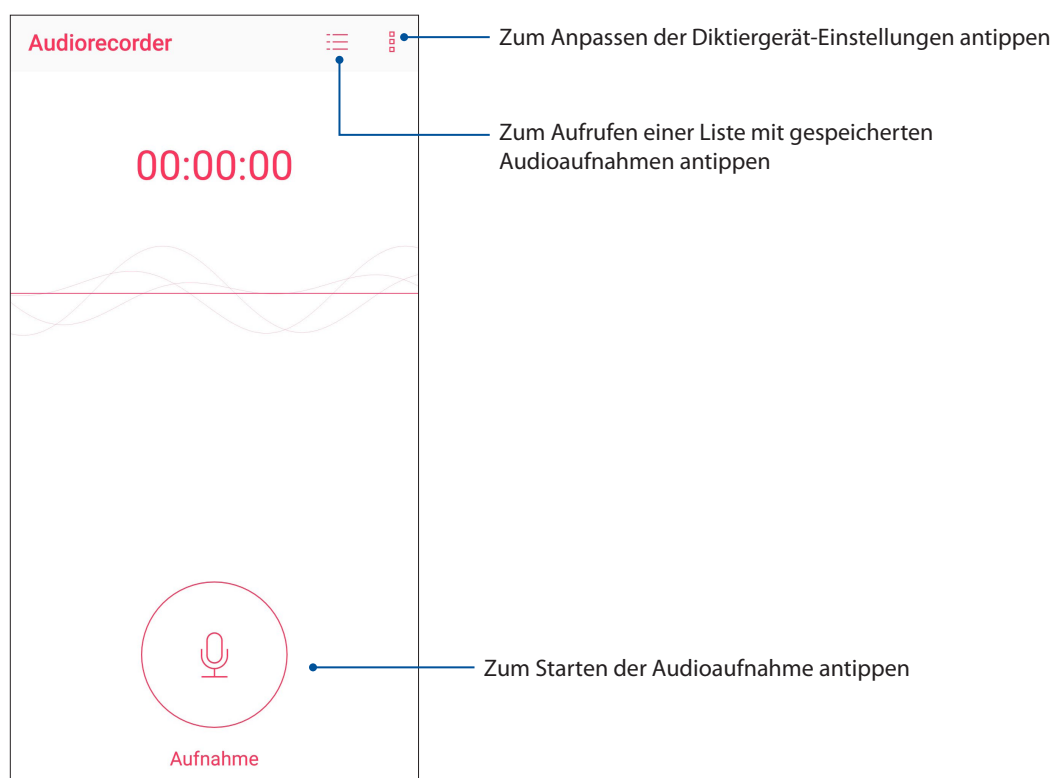 Audiorecorder
Zum Anpassen der Diktiergerät-Einstellungen antippen
Zum Aufrufen einer Liste mit gespeicherten
Audioaufnahmen antippen
00:00:00
Zum Starten der Audioaufnahme antippen
Aufnahme